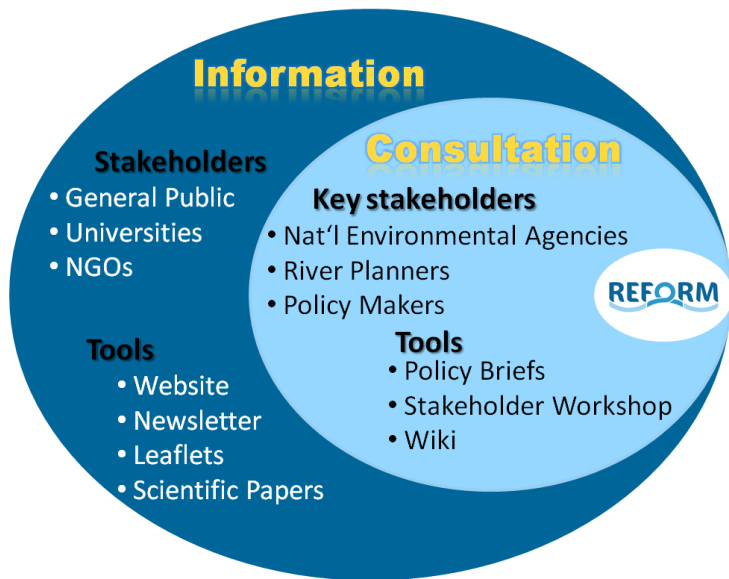 Information
Stakeholders
• General Public
• Universities
• NGOs
Tools
• Website
• Newsletter
• Leaflets
• Scientific Papers
Consultation
Key stakeholders
• Nat‘l Environmental Agencies
• River Planners
• Policy Makers
Tools
• Policy Briefs
• Stakeholder Workshop
• Wiki
REFORM